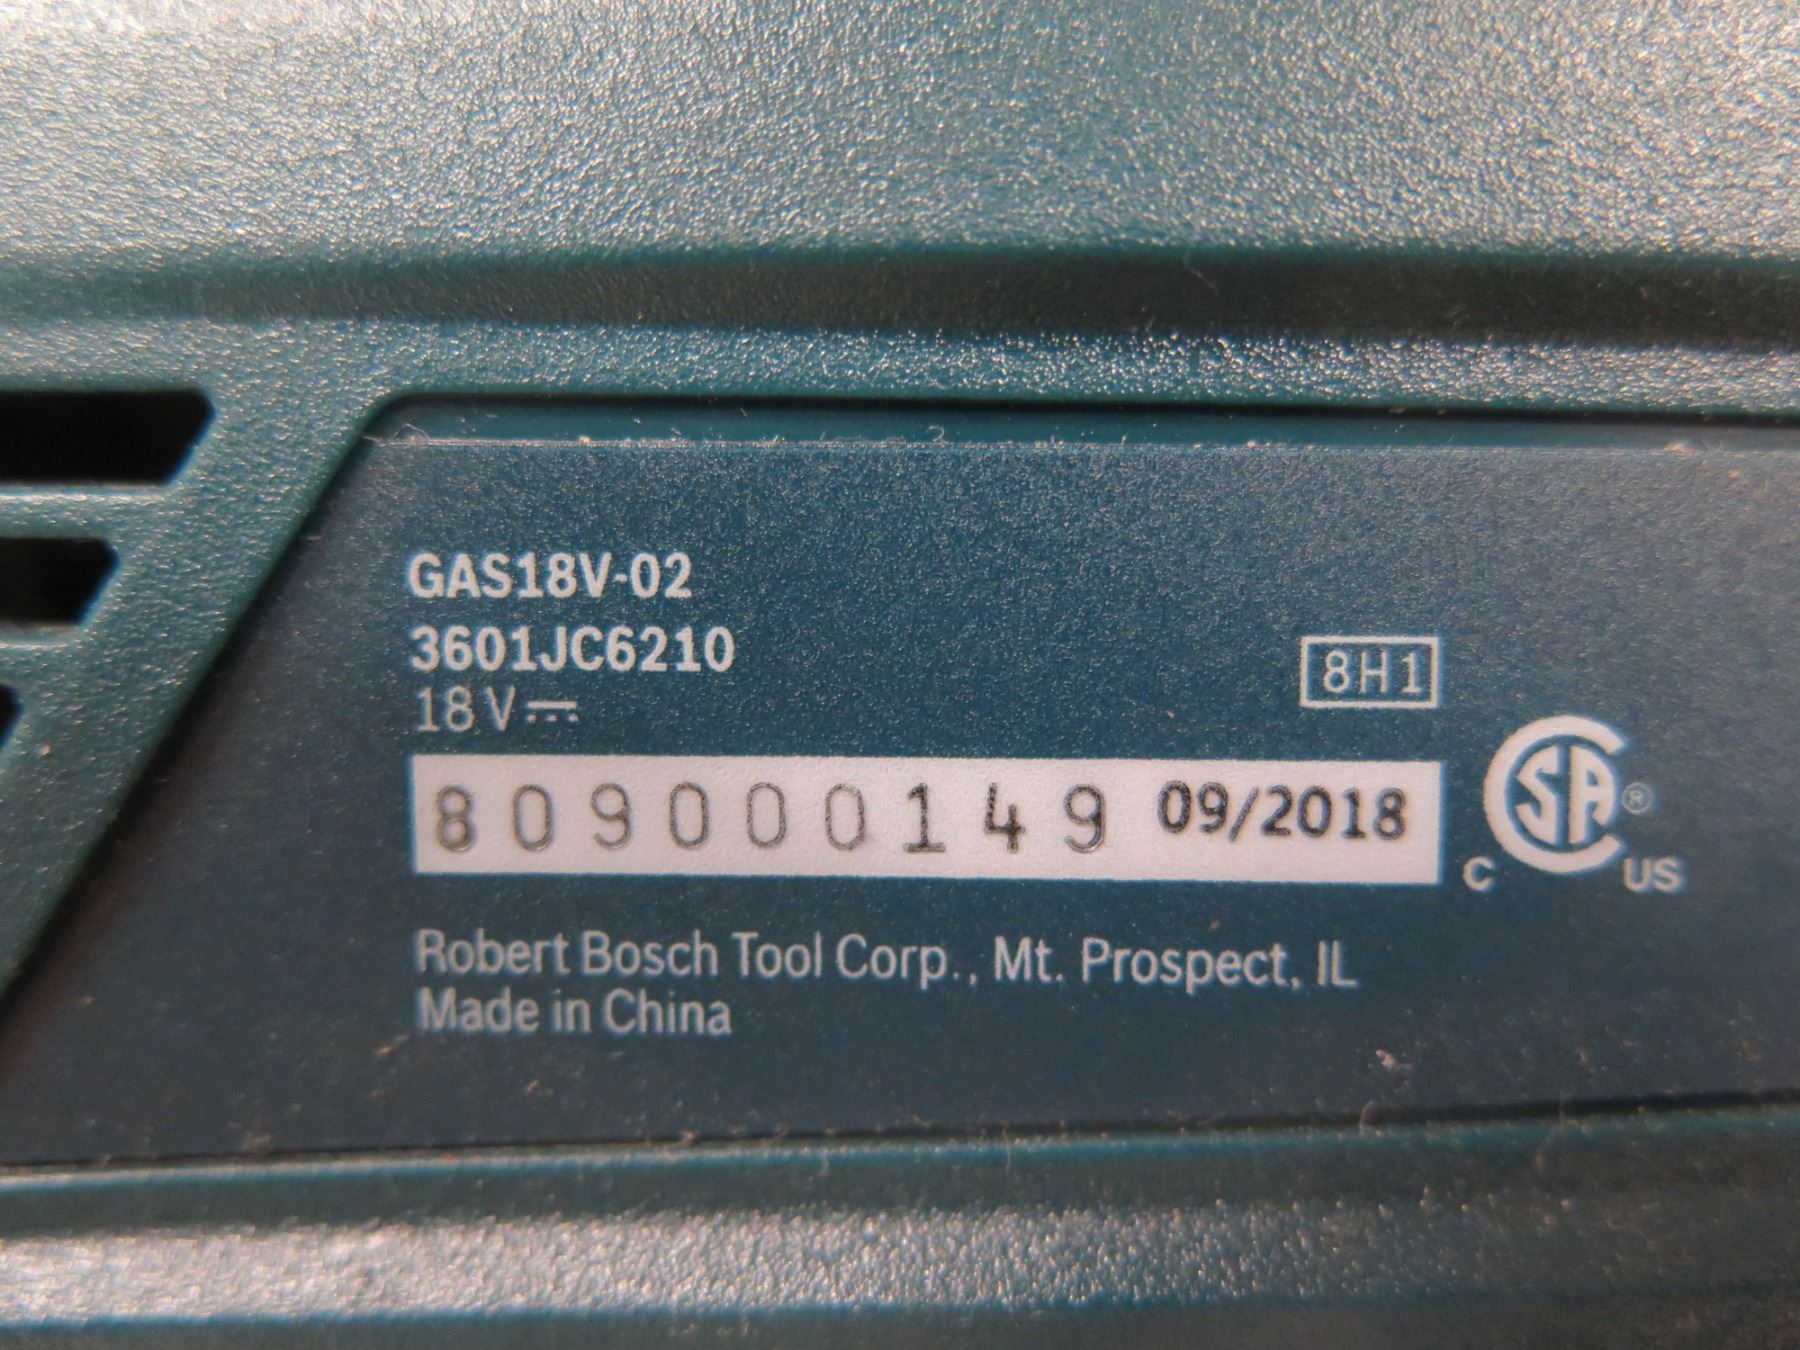 GAS18V-02
3601JC6210
18 V ⎓
8H1
809000149 09/2018
C SA ® C US
Robert Bosch Tool Corp., Mt. Prospect, IL
Made in China